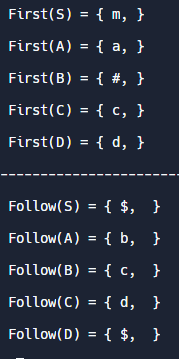 First(S) = { m, }
First(A) = { a, }
First(B) = { #, }
First(C) = { c, }
First(D) = { d, }
-----------------------
Follow(S) = { $,  }
Follow(A) = { b,  }
Follow(B) = { c,  }
Follow(C) = { d,  }
Follow(D) = { $,  }